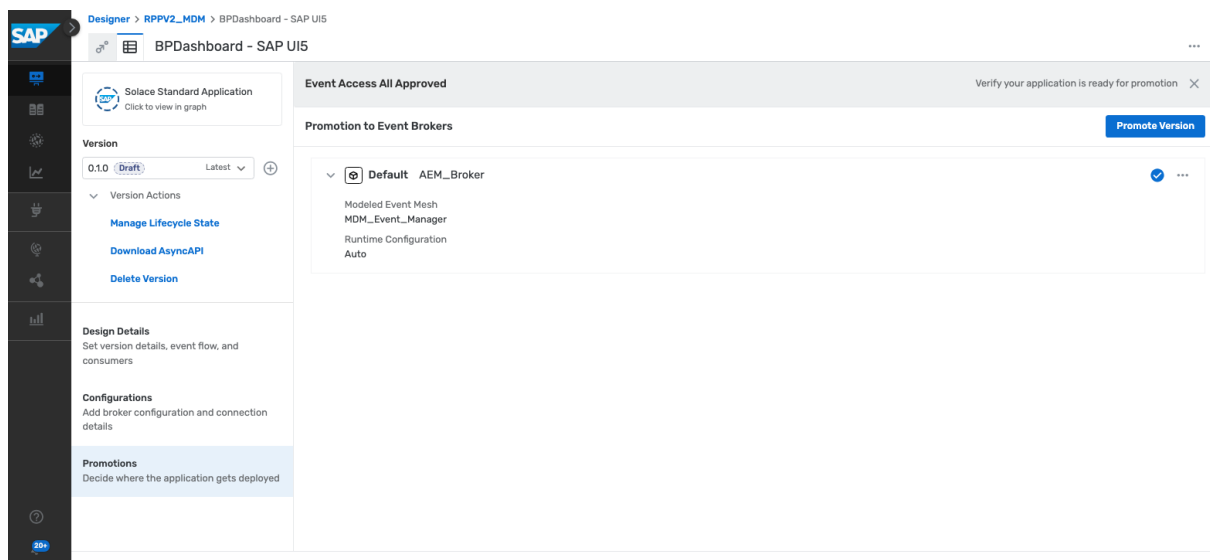 Designer > RPPV2_MDM > BPDashboard - SAP UI5
SAP
BPDashboard - SAP UI5
Solace Standard Application
Click to view in graph
Version
0.1.0 Draft Latest
Version Actions
Manage Lifecycle State
Download AsyncAPI
Delete Version
Design Details
Set version details, event flow, and
consumers
Configurations
Add broker configuration and connection
details
Promotions
Decide where the application gets deployed
20+
Event Access All Approved
Verify your application is ready for promotion
Promotion to Event Brokers
Promote Version
Default AEM_Broker
Modeled Event Mesh
MDM_Event_Manager
Runtime Configuration
Auto